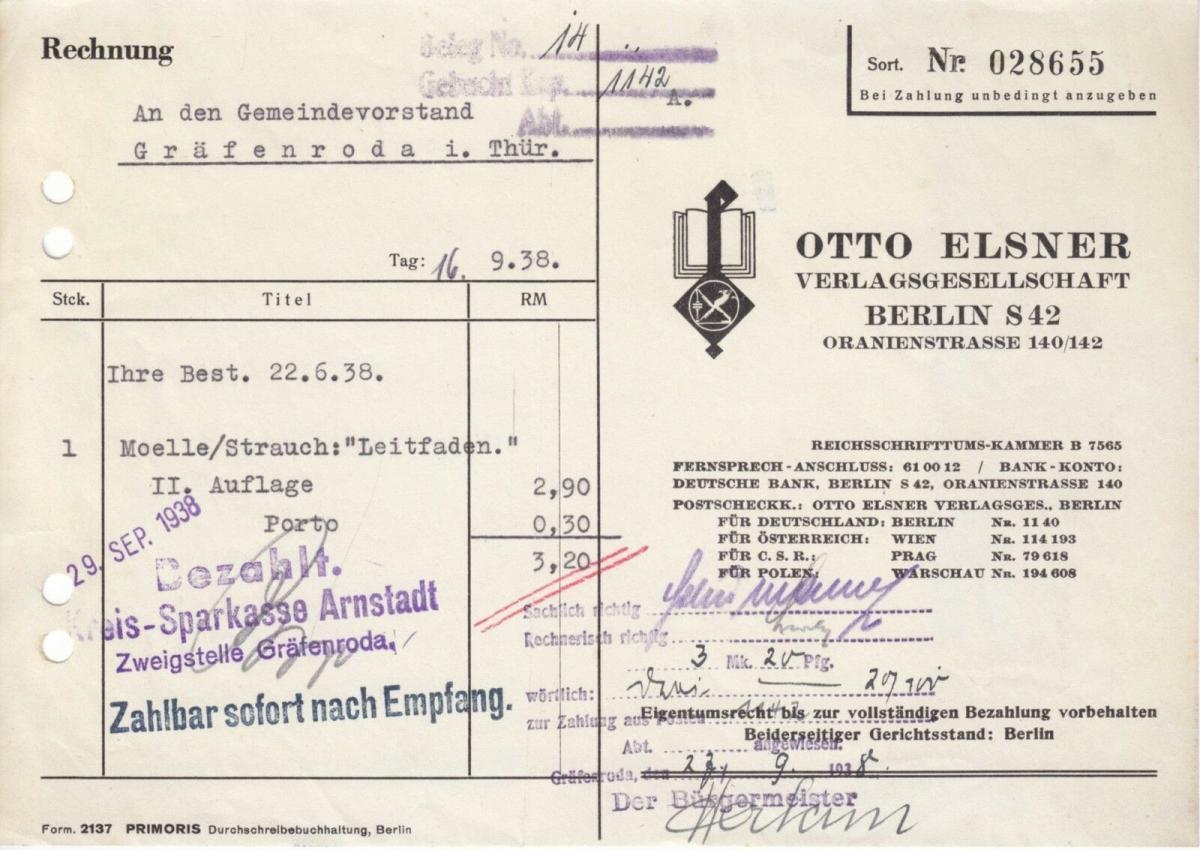 Rechnung
Beleg No. 14
Gebucht Kap. 1142
A.
Abt.
Sort. Nr. 028655
Bei Zahlung unbedingt anzugeben
An den Gemeindevorstand
Gräfenroda i. Thür.
Tag: 16. 9.38.
Stck. Titel RM
OTTO ELSNER
VERLAGSGESELLSCHAFT
BERLIN S 42
ORANIENSTRASSE 140/142
Ihre Best. 22.6.38.
1 Moelle/Strauch:"Leitfaden."
II. Auflage 2,90
Porto 0,30
3,20
REICHSSCHRIFTTUMS-KAMMER B 7565
FERNSPRECH-ANSCHLUSS: 61 00 12 / BANK-KONTO:
DEUTSCHE BANK, BERLIN S 42, ORANIENSTRASSE 140
POSTSCHECKK.: OTTO ELSNER VERLAGSGES., BERLIN
FÜR DEUTSCHLAND: BERLIN Nr. 11 40
FÜR ÖSTERREICH: WIEN Nr. 114 193
FÜR C. S. R.: PRAG Nr. 79 618
FÜR POLEN: WARSCHAU Nr. 194 608
29. SEP. 1938
Bezahlt.
Kreis-Sparkasse Arnstadt
Zweigstelle Gräfenroda.
Zahlbar sofort nach Empfang.
Sachlich richtig
Rechnerisch richtig
3 Mk. 20 Pfg.
wörtlich: Drei 20/100
zur Zahlung aus
Eigentumsrecht bis zur vollständigen Bezahlung vorbehalten
Beiderseitiger Gerichtsstand: Berlin
Abt. angewiesen.
Gräfenroda, den 9. 1938.
Der Bürgermeister
Form. 2137 PRIMORIS Durchschreibebuchhaltung, Berlin